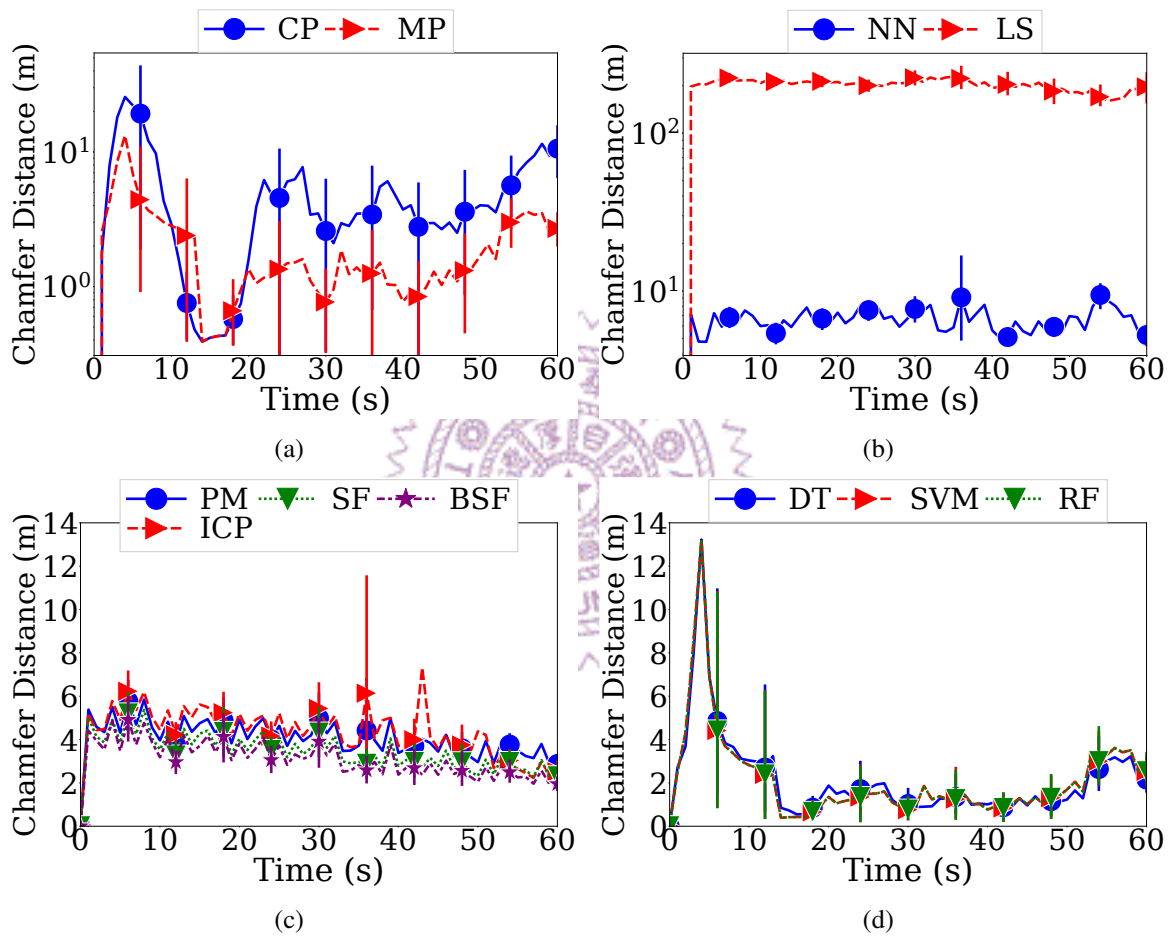 CP MP
Chamfer Distance (m)
10^1
10^0
0 10 20 30 40 50 60
Time (s)
(a)
NN LS
Chamfer Distance (m)
10^2
10^1
0 10 20 30 40 50 60
Time (s)
(b)
PM SF BSF
ICP
Chamfer Distance (m)
14
12
10
8
6
4
2
0
0 10 20 30 40 50 60
Time (s)
(c)
DT SVM RF
Chamfer Distance (m)
14
12
10
8
6
4
2
0
0 10 20 30 40 50 60
Time (s)
(d)